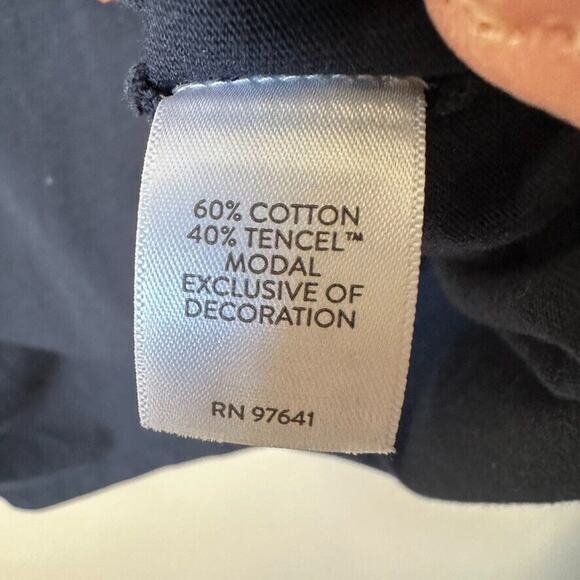 60% COTTON
40% TENCEL™
MODAL
EXCLUSIVE OF
DECORATION
RN 97641